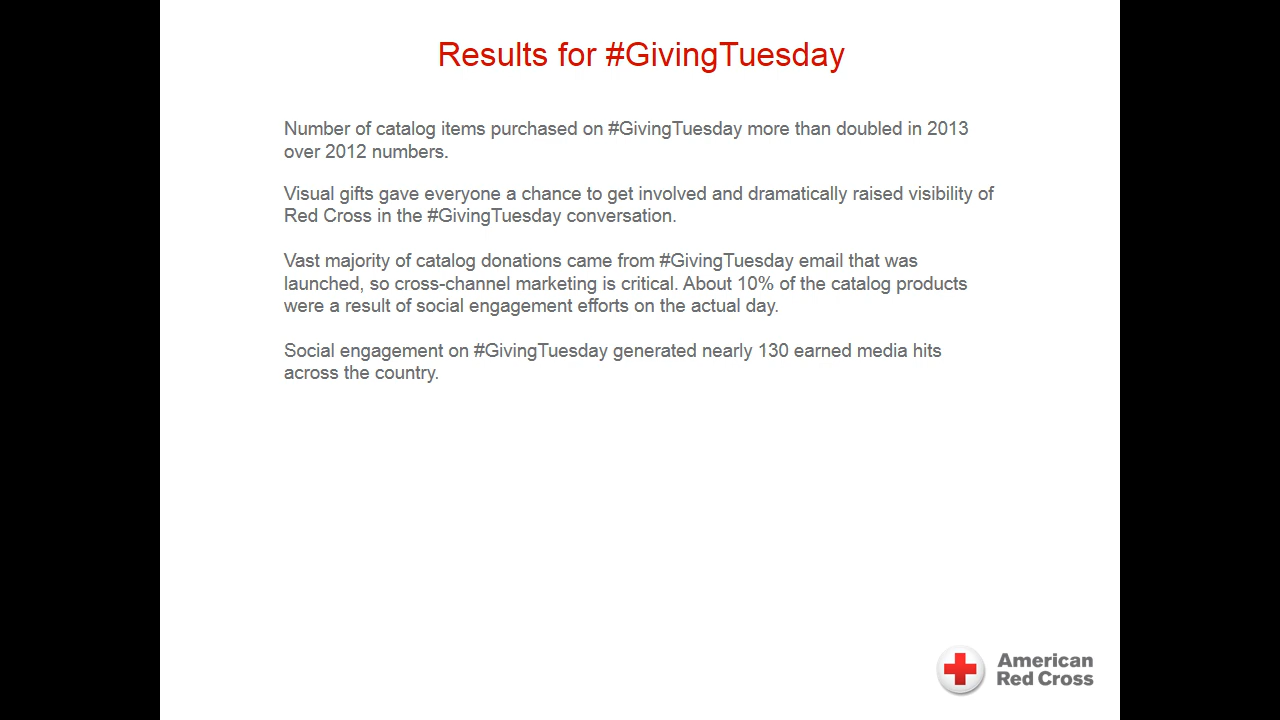 Results for #GivingTuesday
Number of catalog items purchased on #GivingTuesday more than doubled in 2013
over 2012 numbers.
Visual gifts gave everyone a chance to get involved and dramatically raised visibility of
Red Cross in the #GivingTuesday conversation.
Vast majority of catalog donations came from #GivingTuesday email that was
launched, so cross-channel marketing is critical. About 10% of the catalog products
were a result of social engagement efforts on the actual day.
Social engagement on #GivingTuesday generated nearly 130 earned media hits
across the country.
American
Red Cross